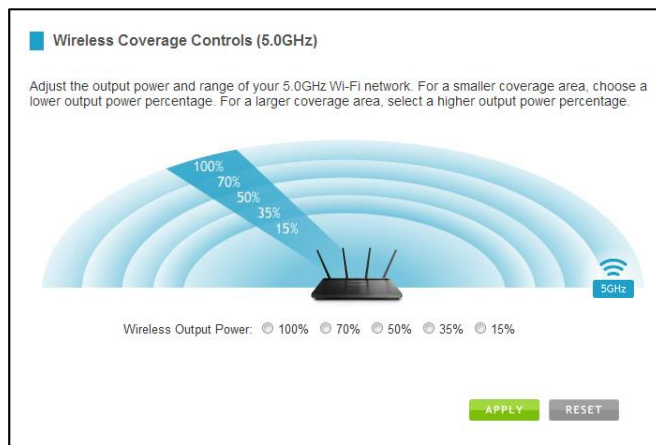 Wireless Coverage Controls (5.0GHz)
Adjust the output power and range of your 5.0GHz Wi-Fi network. For a smaller coverage area, choose a
lower output power percentage. For a larger coverage area, select a higher output power percentage.
100%
70%
50%
35%
15%
5GHz
Wireless Output Power: 100% 70% 50% 35% 15%
APPLY RESET